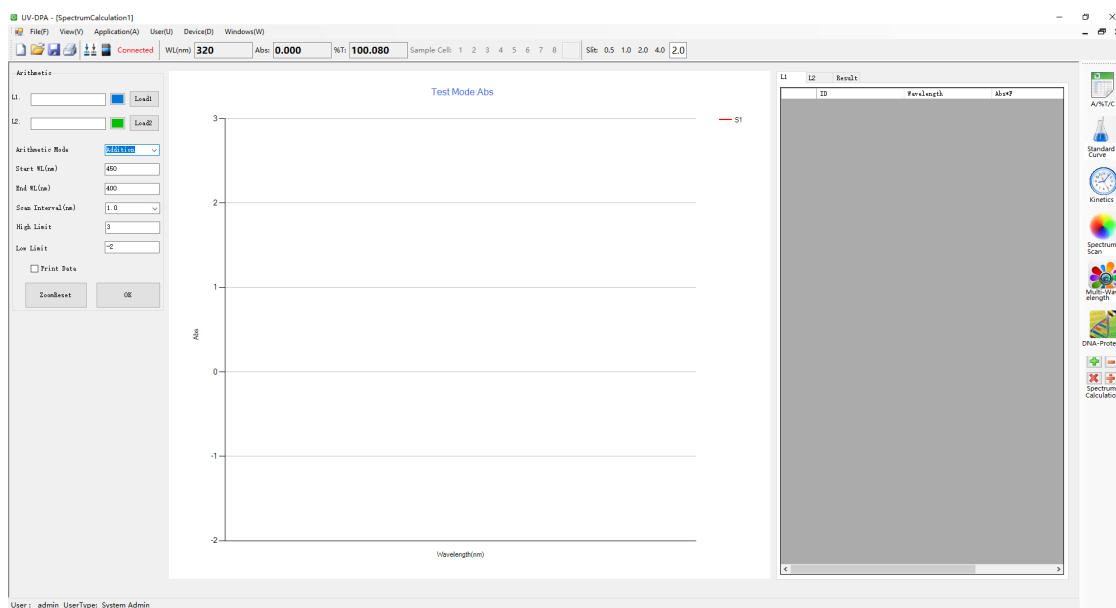 UV-DPA - [SpectrumCalculation1]
File(F) View(V) Application(A) User(U) Device(D) Windows(W)
Connected WL(nm) 320 Abs: 0.000 %T: 100.080 Sample Cell: 1 2 3 4 5 6 7 8 Slit: 0.5 1.0 2.0 4.0 2.0
Arithmetic
L1. Load1
L2. Load2
Arithmetic Mode Addition
Start WL(nm) 450
End WL(nm) 400
Scan Interval(nm) 1.0
High Limit 3
Low Limit -2
Print Data
ZoomReset OK
Test Mode:Abs
S1
3
2
1
0
-1
-2
Abs
Wavelength(nm)
L1 L2 Result
ID Wavelength Abs*F
A/%T/C
Standard
Curve
Kinetics
Spectrum
Scan
Multi-Wav
elength
DNA-Prote
Spectrum
Calculatio
User : admin UserType: System Admin